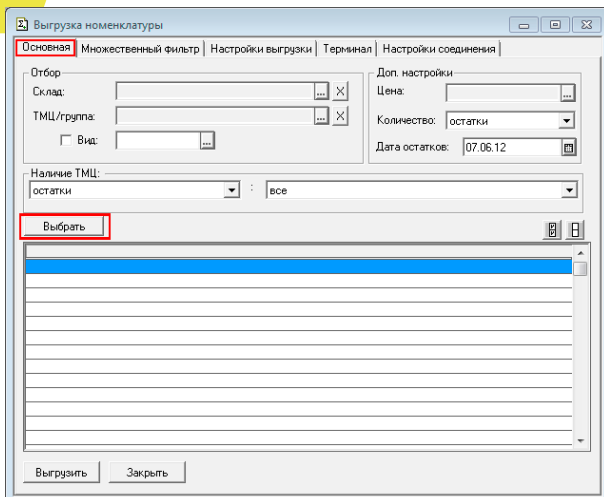 Выгрузка номенклатуры
Основная Множественный фильтр Настройки выгрузки Терминал Настройки соединения
Отбор
Доп. настройки
Склад: ... X
Цена: ...
ТМЦ/группа: ... X
Количество: остатки
Вид: ...
Дата остатков: 07.06.12
Наличие ТМЦ:
остатки : все
Выбрать
Выгрузить Закрыть